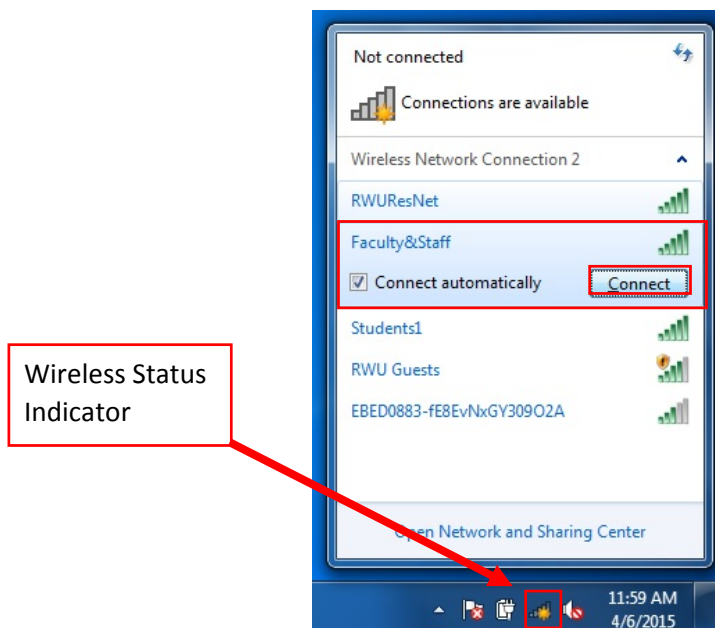 Not connected
Connections are available
Wireless Network Connection 2
RWUResNet
Faculty&Staff
Connect automatically
Connect
Students1
RWU Guests
EBED0883-fE8EvNxGY309O2A
Open Network and Sharing Center
Wireless Status
Indicator
11:59 AM
4/6/2015